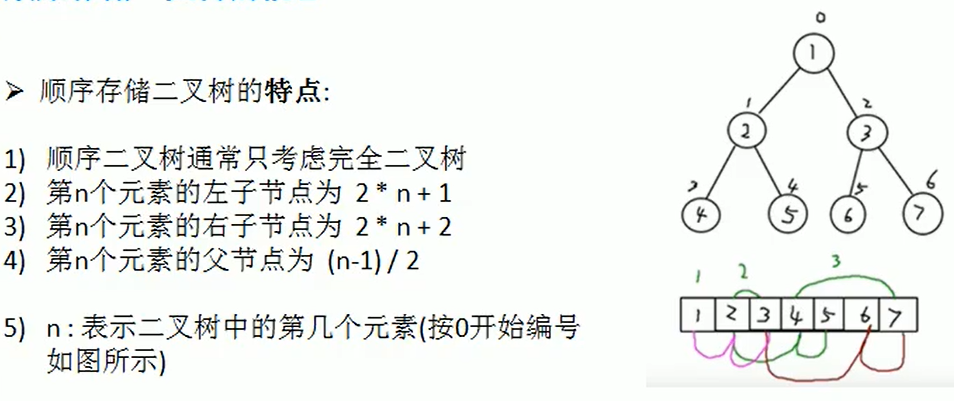 ➢ 顺序存储二叉树的特点:
1) 顺序二叉树通常只考虑完全二叉树
2) 第n个元素的左子节点为 2 * n + 1
3) 第n个元素的右子节点为 2 * n + 2
4) 第n个元素的父节点为 (n-1) / 2
5) n : 表示二叉树中的第几个元素(按0开始编号
如图所示)
0
1
1 2
2 3
4 5 6
4 5 6 7
1 2 3
1 2 3 4 5 6 7